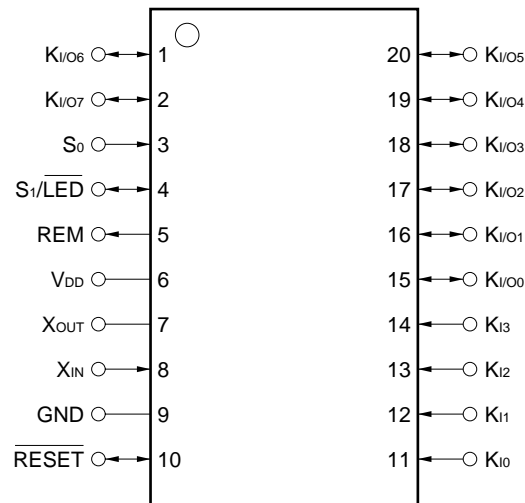 KI/O6 1 20 KI/O5
KI/O7 2 19 KI/O4
S0 3 18 KI/O3
S1/LED 4 17 KI/O2
REM 5 16 KI/O1
VDD 6 15 KI/O0
XOUT 7 14 KI3
XIN 8 13 KI2
GND 9 12 KI1
RESET 10 11 KI0